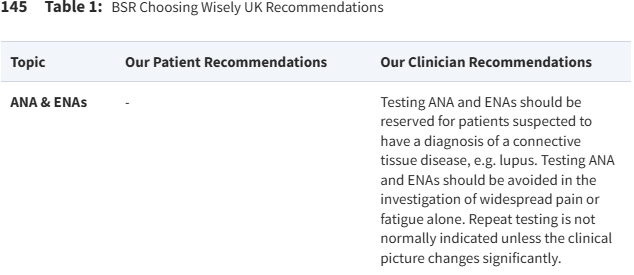 145 Table 1: BSR Choosing Wisely UK Recommendations
Topic Our Patient Recommendations Our Clinician Recommendations
ANA & ENAs - Testing ANA and ENAs should be
reserved for patients suspected to
have a diagnosis of a connective
tissue disease, e.g. lupus. Testing ANA
and ENAs should be avoided in the
investigation of widespread pain or
fatigue alone. Repeat testing is not
normally indicated unless the clinical
picture changes significantly.